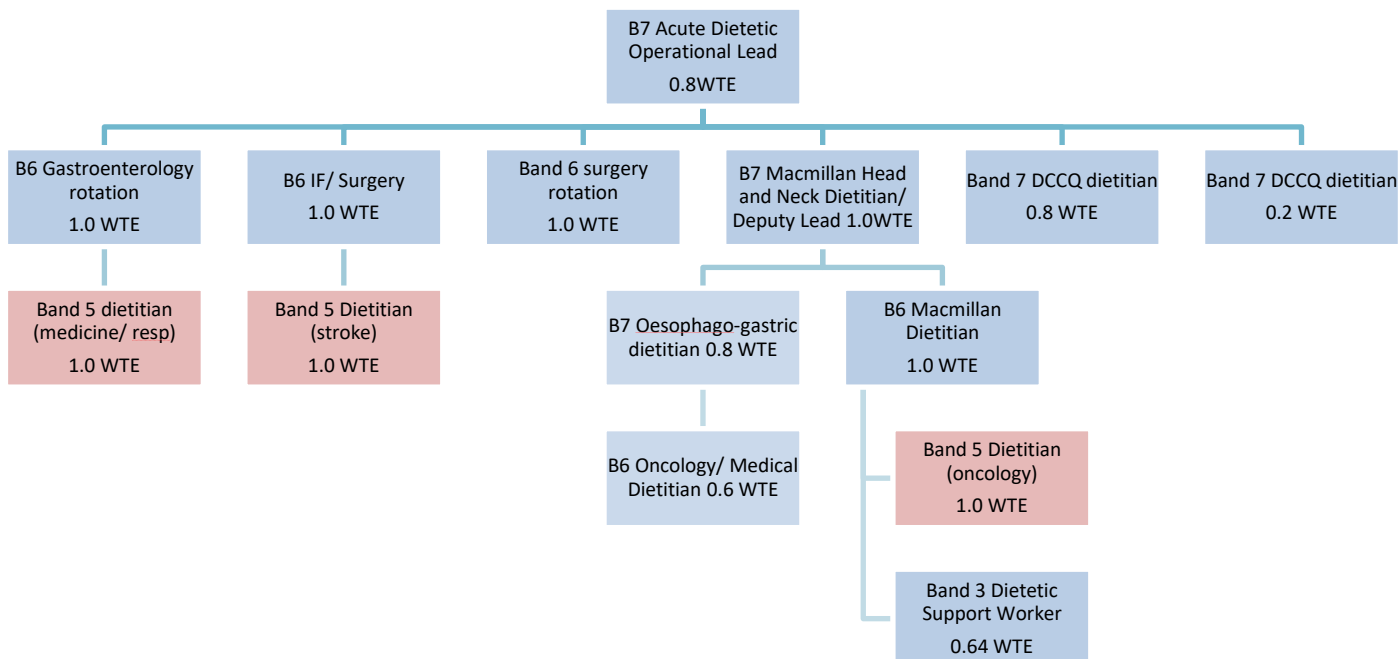 B7 Acute Dietetic
Operational Lead
0.8WTE
B6 Gastroenterology
rotation
1.0 WTE
B6 IF/ Surgery
1.0 WTE
Band 6 surgery
rotation
1.0 WTE
B7 Macmillan Head
and Neck Dietitian/
Deputy Lead 1.0WTE
Band 7 DCCQ dietitian
0.8 WTE
Band 7 DCCQ dietitian
0.2 WTE
Band 5 dietitian
(medicine/ resp)
1.0 WTE
Band 5 Dietitian
(stroke)
1.0 WTE
B7 Oesophago-gastric
dietitian 0.8 WTE
B6 Macmillan
Dietitian
1.0 WTE
B6 Oncology/ Medical
Dietitian 0.6 WTE
Band 5 Dietitian
(oncology)
1.0 WTE
Band 3 Dietetic
Support Worker
0.64 WTE